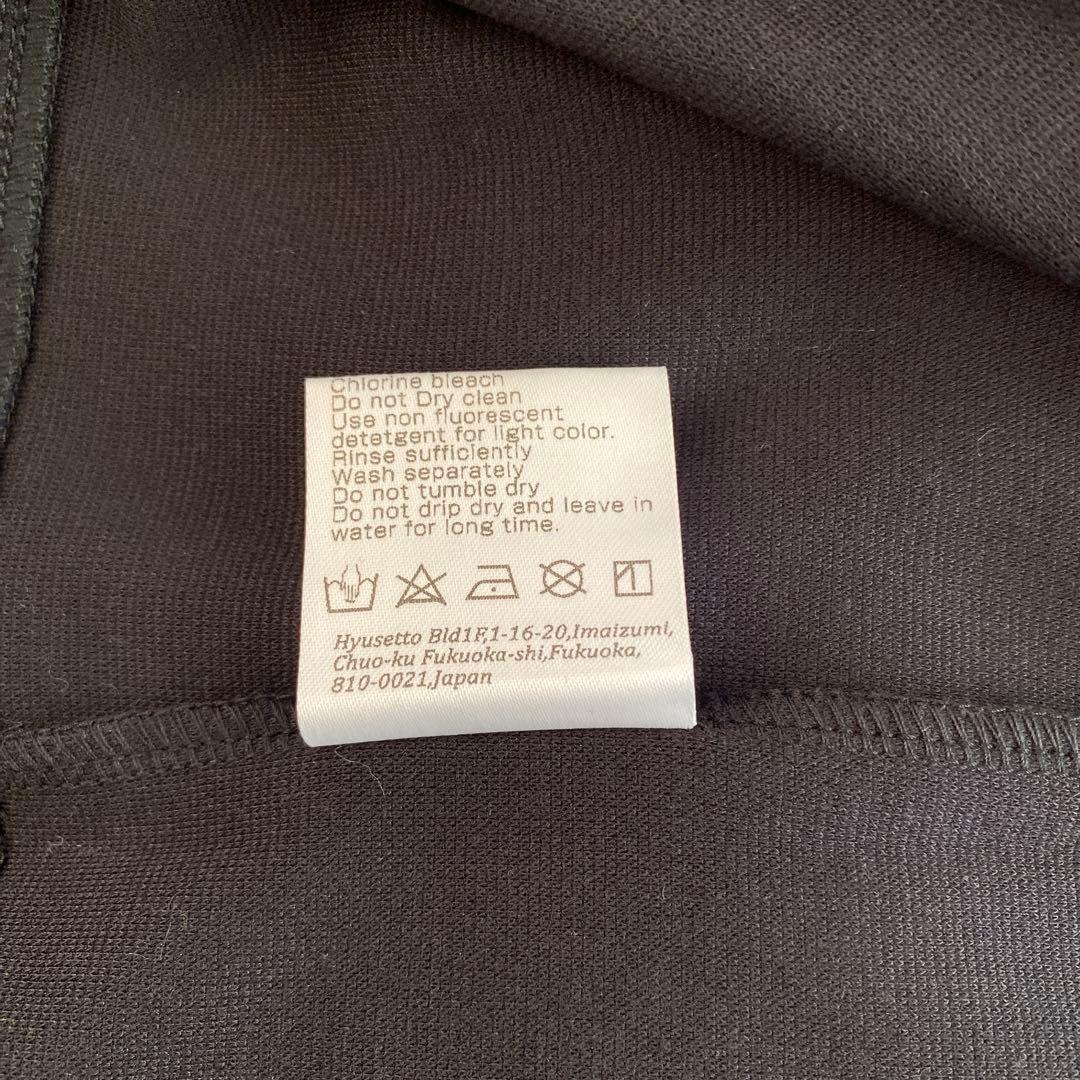 Chlorine bleach
Do not Dry clean
Use non fluorescent
detetgent for light color.
Rinse sufficiently
Wash separately
Do not tumble dry
Do not drip dry and leave in
water for long time.
Hyusetto Bld1F,1-16-20,Imaizumi,
Chuo-ku Fukuoka-shi,Fukuoka,
810-0021,Japan